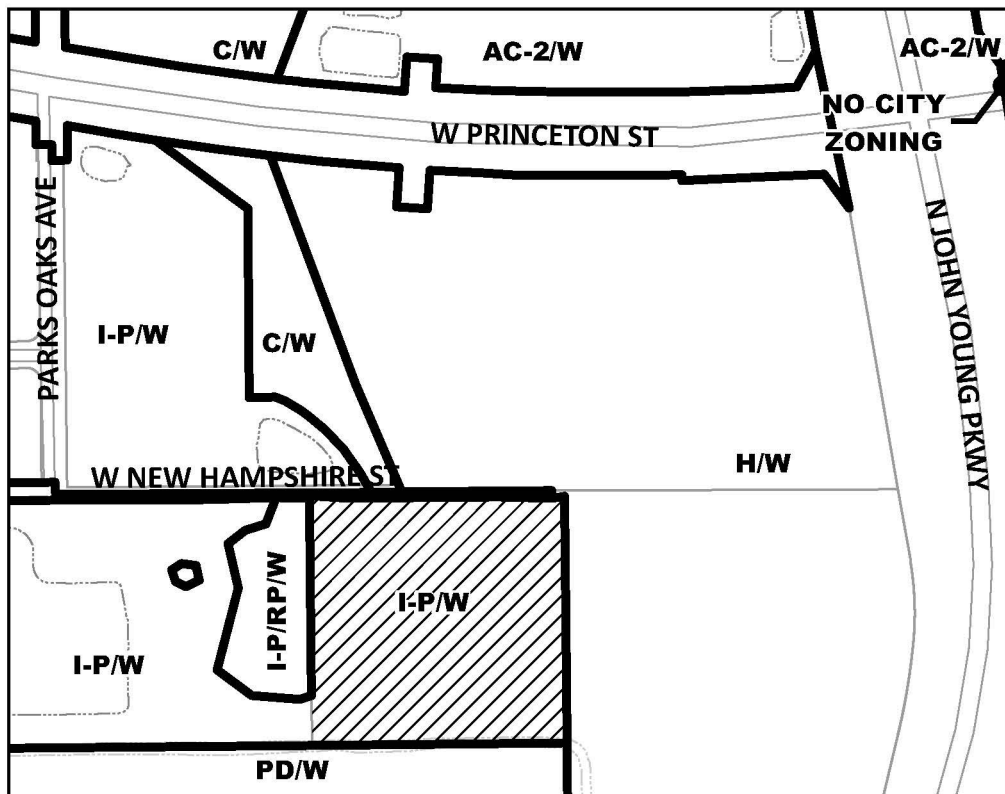 C/W
AC-2/W
AC-2/W
NO CITY
ZONING
W PRINCETON ST
PARKS OAKS AVE
N JOHN YOUNG PKWY
I-P/W
C/W
W NEW HAMPSHIRE ST
H/W
I-P/RP/W
I-P/W
I-P/W
PD/W